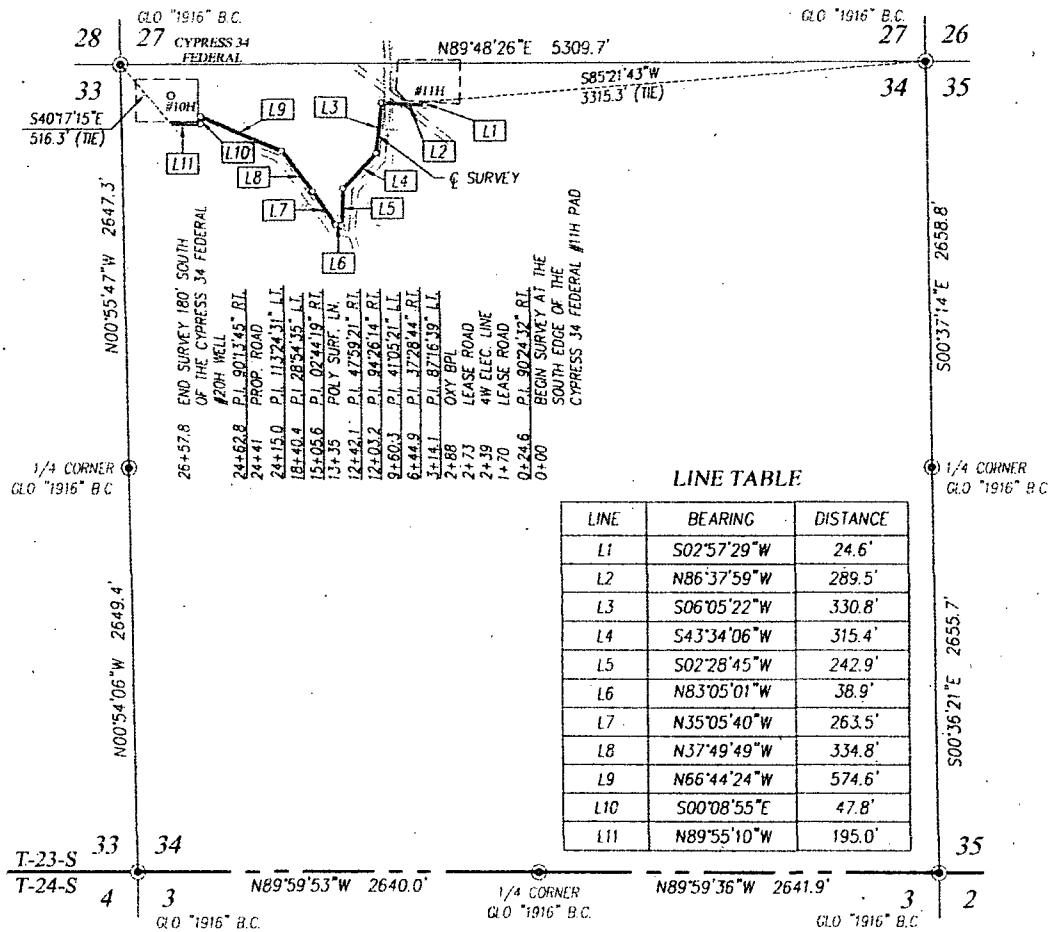 GLO "1916" B.C.
GLO "1916" B.C.
28 27 CYPRESS 34
FEDERAL
N89°48'26"E 5309.7'
27 26
33
34 35
#10H
#11H
S85°21'43"W
3315.3' (TIE)
S40°17'15"E
516.3' (TIE)
L9
L3
L1
L11
L10
L2
L8
L4
℄ SURVEY
L7
L5
L6
N00°55'47"W 2647.3'
S00°37'14"E 2658.8'
26+57.8 END SURVEY 180' SOUTH
OF THE CYPRESS 34 FEDERAL
#20H WELL
24+62.8 P.I. 90°13'45" RT.
24+41 PROP. ROAD
24+15.0 P.I. 113°24'31" LT.
18+40.4 P.I. 28°54'35" LT.
15+05.6 P.I. 02°44'19" RT.
13+35 POLY SURF. LN.
12+42.1 P.I. 47°59'21" RT.
12+03.2 P.I. 94°26'14" RT.
9+60.3 P.I. 41°05'21" LT.
6+44.9 P.I. 37°28'44" RT.
3+14.1 P.I. 87°16'39" LT.
2+88 OXY BPL
2+73 LEASE ROAD
2+39 4W ELEC. LINE
1+70 LEASE ROAD
0+24.6 P.I. 90°24'32" RT.
0+00 BEGIN SURVEY AT THE
SOUTH EDGE OF THE
CYPRESS 34 FEDERAL #11H PAD
1/4 CORNER
GLO "1916" B.C
1/4 CORNER
GLO "1916" B.C
LINE TABLE
LINE BEARING DISTANCE
L1 S02°57'29"W 24.6'
L2 N86°37'59"W 289.5'
L3 S06°05'22"W 330.8'
L4 S43°34'06"W 315.4'
L5 S02°28'45"W 242.9'
L6 N83°05'01"W 38.9'
L7 N35°05'40"W 263.5'
L8 N37°49'49"W 334.8'
L9 N66°44'24"W 574.6'
L10 S00°08'55"E 47.8'
L11 N89°55'10"W 195.0'
N00°54'06"W 2649.4'
S00°36'21"E 2655.7'
T-23-S 33 34
35
T-24-S 4 3
N89°59'53"W 2640.0'
1/4 CORNER
GLO "1916" B.C.
N89°59'36"W 2641.9'
3 2
GLO "1916" B.C.
GLO "1916" B.C